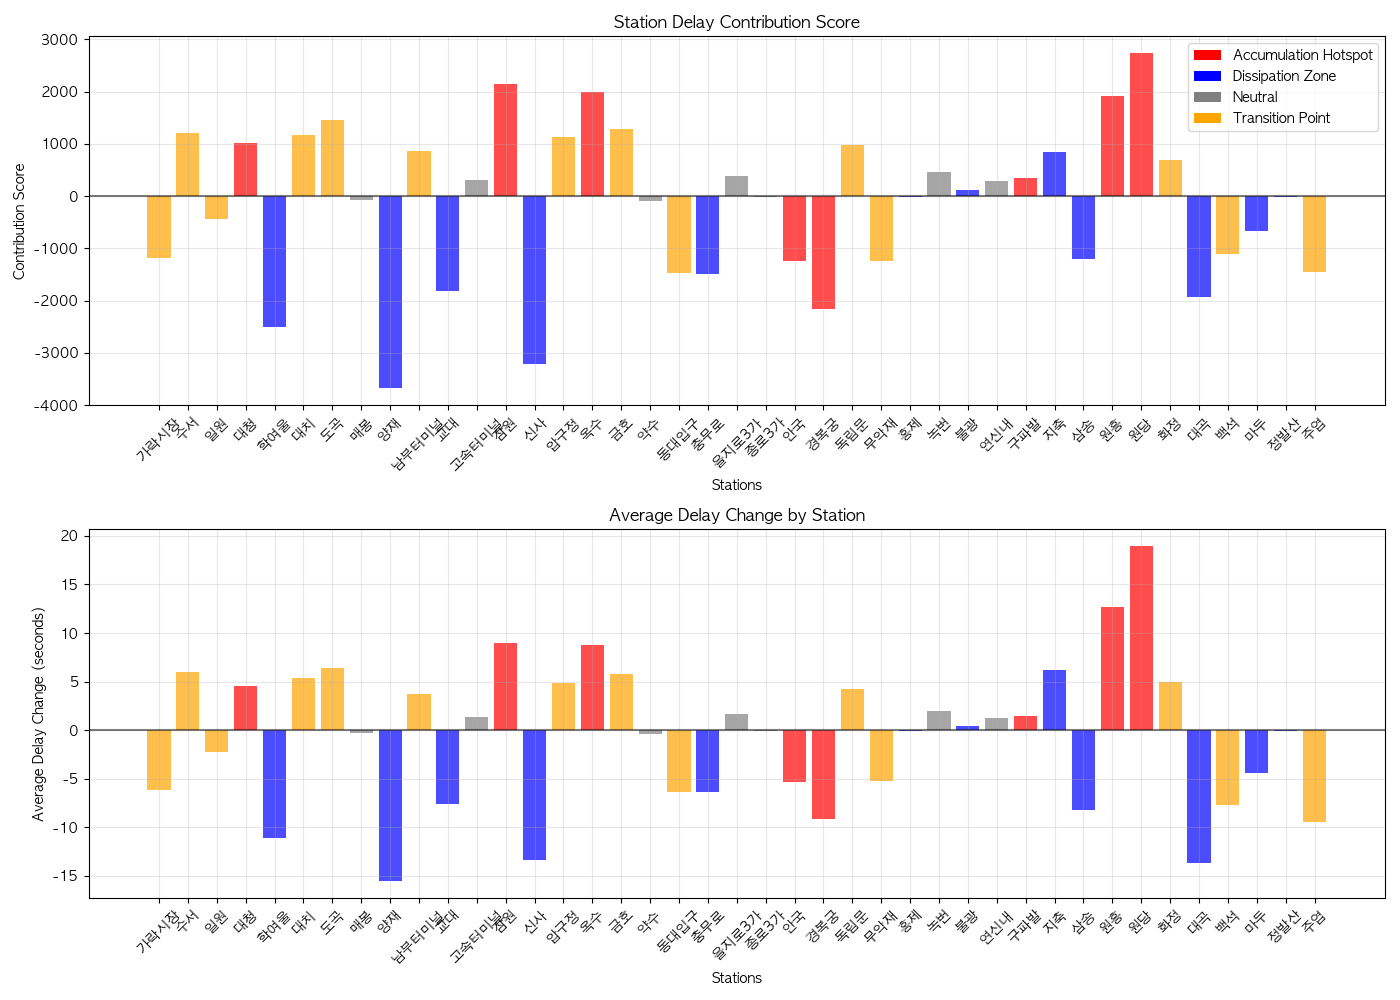 Station Delay Contribution Score
3000
2000
1000
0
-1000
-2000
-3000
-4000
Contribution Score
Accumulation Hotspot
Dissipation Zone
Neutral
Transition Point
가락시장
수서
일원
대청
학여울
대치
도곡
매봉
양재
남부터미널
교대
고속터미널
잠원
신사
압구정
옥수
금호
약수
동대입구
충무로
을지로3가
종로3가
안국
경복궁
독립문
무악재
홍제
녹번
불광
연신내
구파발
지축
삼송
원흥
원당
화정
대곡
백석
마두
정발산
주엽
Stations
Average Delay Change by Station
20
15
10
5
0
-5
-10
-15
Average Delay Change (seconds)
가락시장
수서
일원
대청
학여울
대치
도곡
매봉
양재
남부터미널
교대
고속터미널
잠원
신사
압구정
옥수
금호
약수
동대입구
충무로
을지로3가
종로3가
안국
경복궁
독립문
무악재
홍제
녹번
불광
연신내
구파발
지축
삼송
원흥
원당
화정
대곡
백석
마두
정발산
주엽
Stations